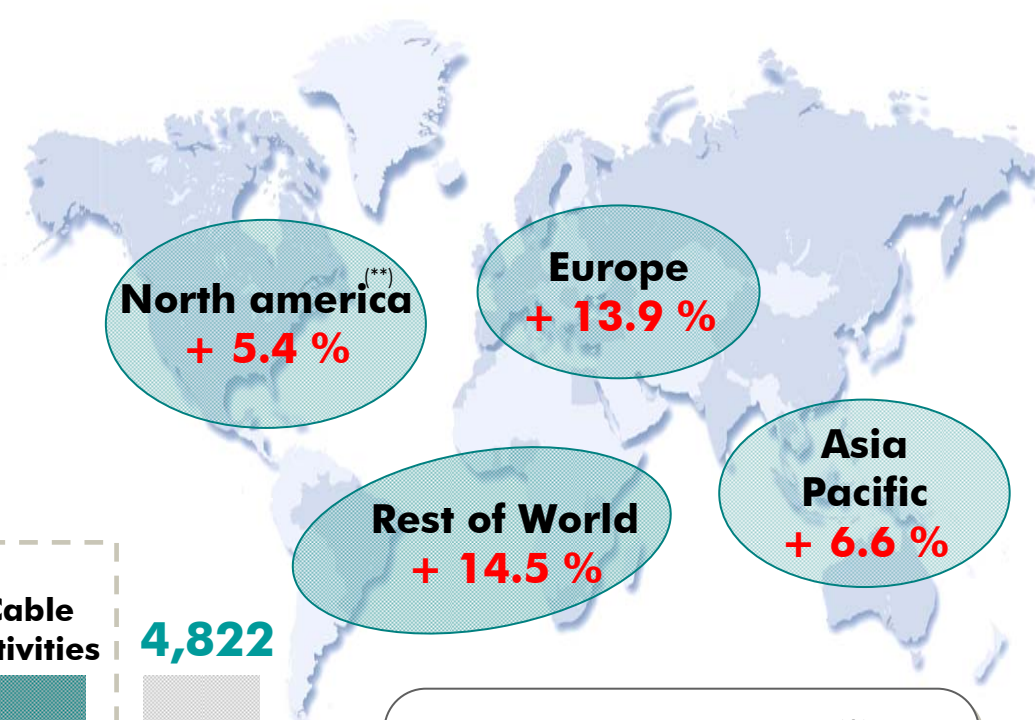 (**)
North america
+ 5.4 %
Europe
+ 13.9 %
Asia
Pacific
+ 6.6 %
Rest of World
+ 14.5 %
4,822